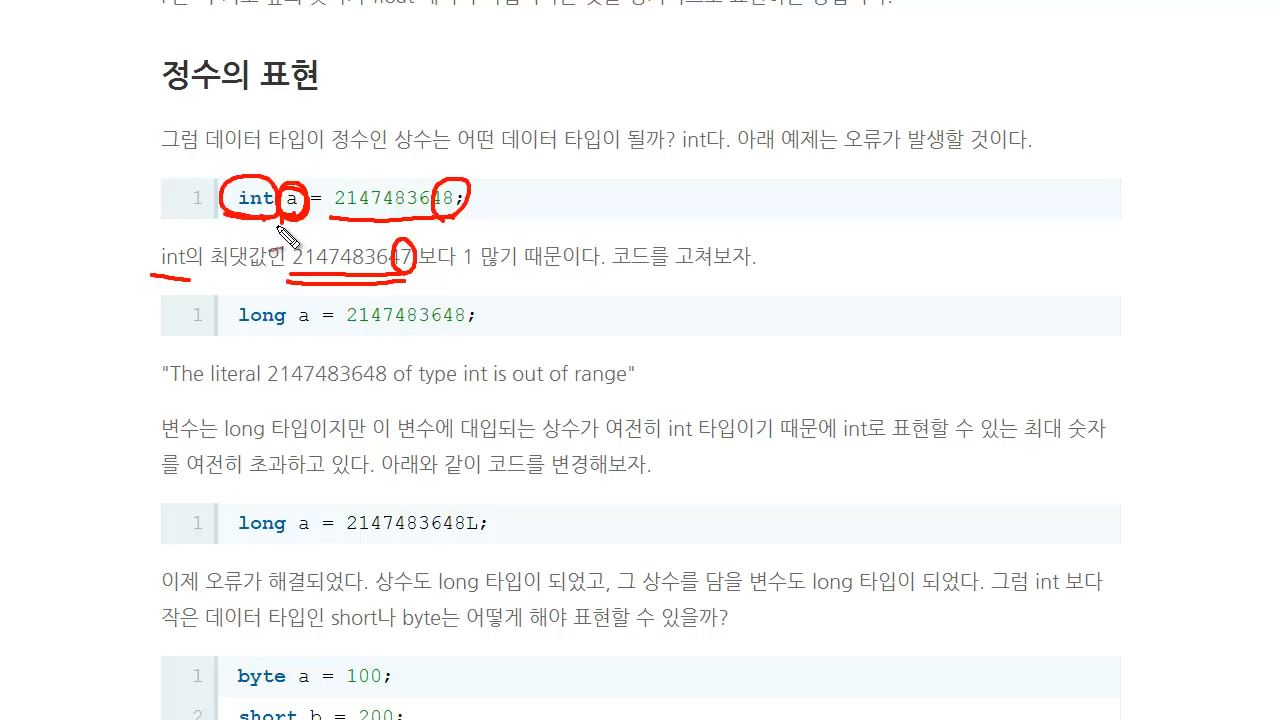 정수의 표현
그럼 데이터 타입이 정수인 상수는 어떤 데이터 타입이 될까? int다. 아래 예제는 오류가 발생할 것이다.
1 int a = 2147483648;
int의 최댓값인 2147483647 보다 1 많기 때문이다. 코드를 고쳐보자.
1 long a = 2147483648;
"The literal 2147483648 of type int is out of range"
변수는 long 타입이지만 이 변수에 대입되는 상수가 여전히 int 타입이기 때문에 int로 표현할 수 있는 최대 숫자
를 여전히 초과하고 있다. 아래와 같이 코드를 변경해보자.
1 long a = 2147483648L;
이제 오류가 해결되었다. 상수도 long 타입이 되었고, 그 상수를 담을 변수도 long 타입이 되었다. 그럼 int 보다
작은 데이터 타입인 short나 byte는 어떻게 해야 표현할 수 있을까?
1 byte a = 100;
2 short b = 200;